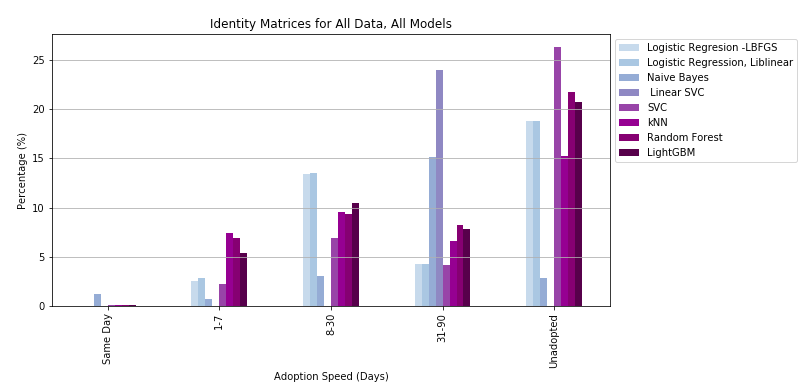 Identity Matrices for All Data, All Models
Percentage (%)
25
20
15
10
5
0
Same Day
1-7
8-30
31-90
Unadopted
Adoption Speed (Days)
Logistic Regresion -LBFGS
Logistic Regression, Liblinear
Naive Bayes
Linear SVC
SVC
kNN
Random Forest
LightGBM